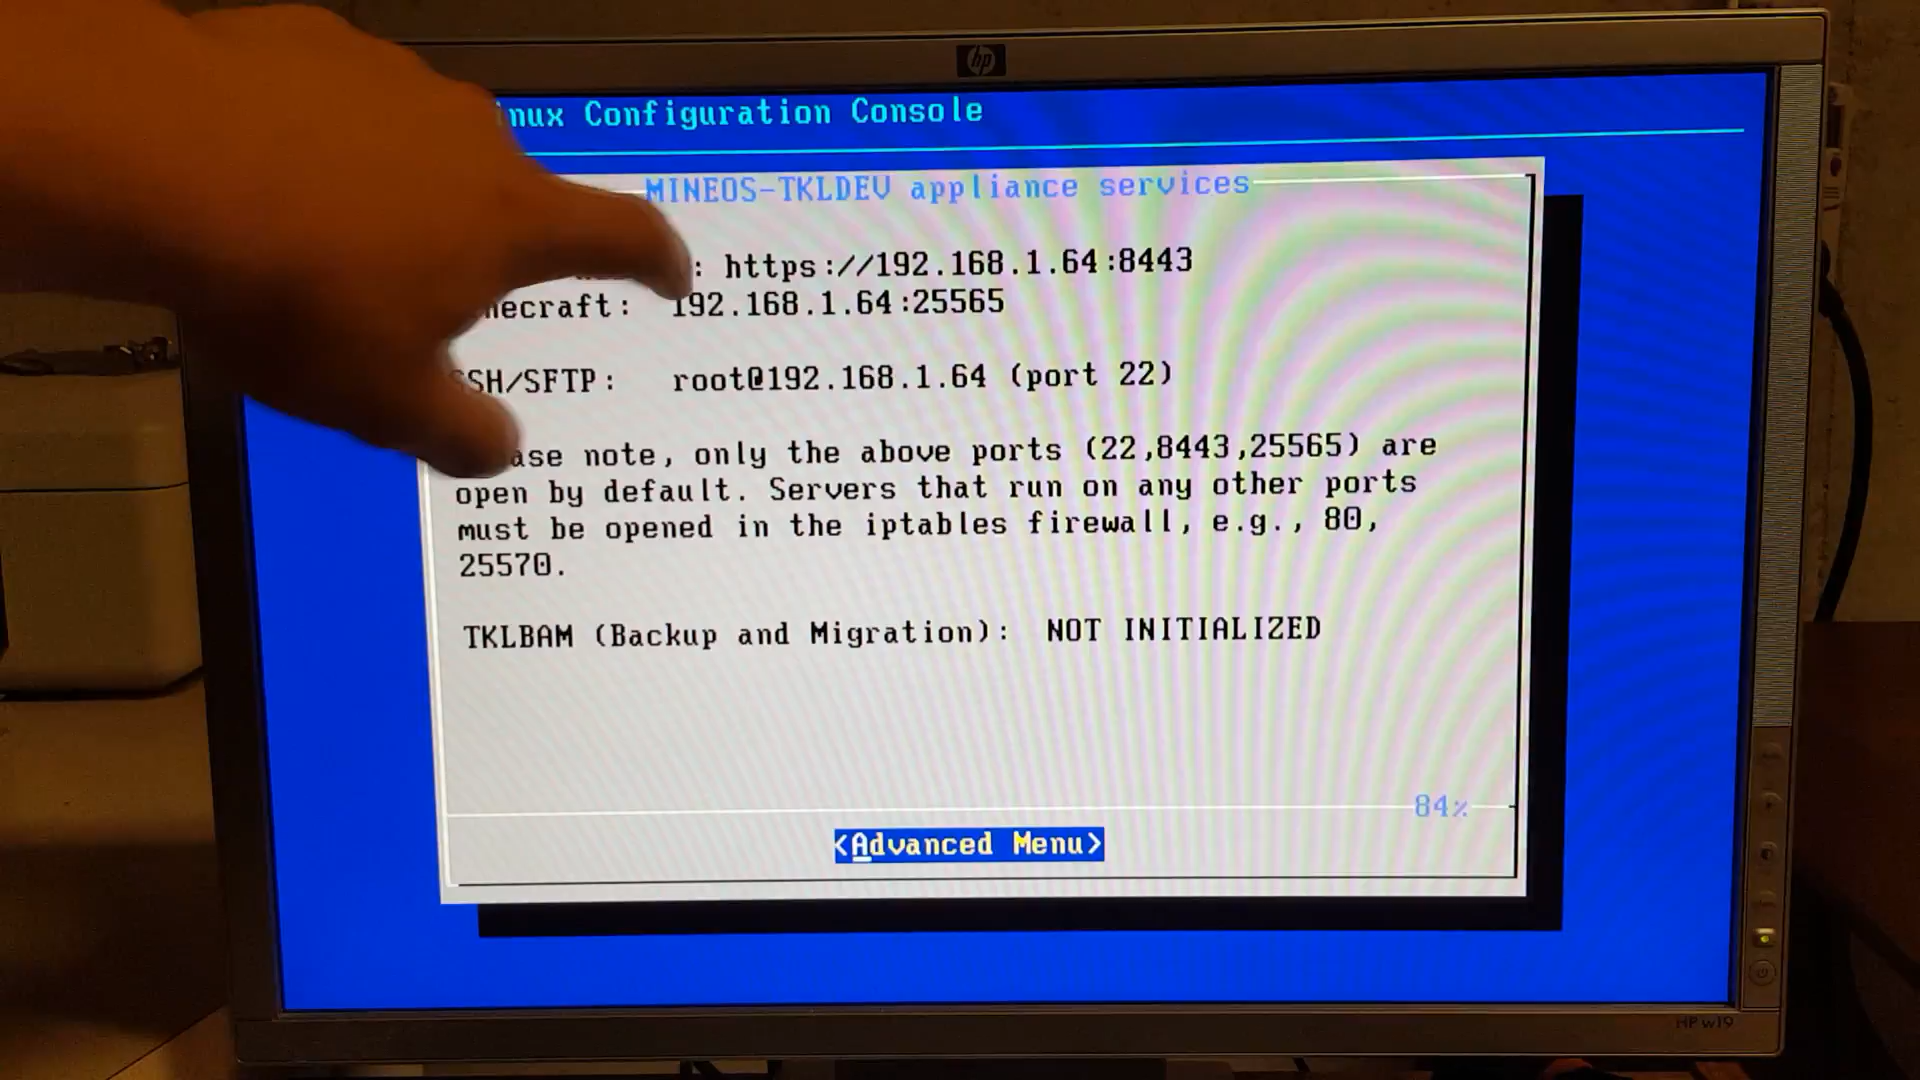 hp
Configuration Console
MINEOS-TKLDEV appliance services
: https://192.168.1.64:8443
192.168.1.64:25565
SSH/SFTP: root@192.168.1.64 (port 22)
note, only the above ports (22,8443,25565) are
open by default. Servers that run on any other ports
must be opened in the iptables firewall, e.g., 80,
25570.
TKLBAM (Backup and Migration): NOT INITIALIZED
84%
<Advanced Menu>
HP w19